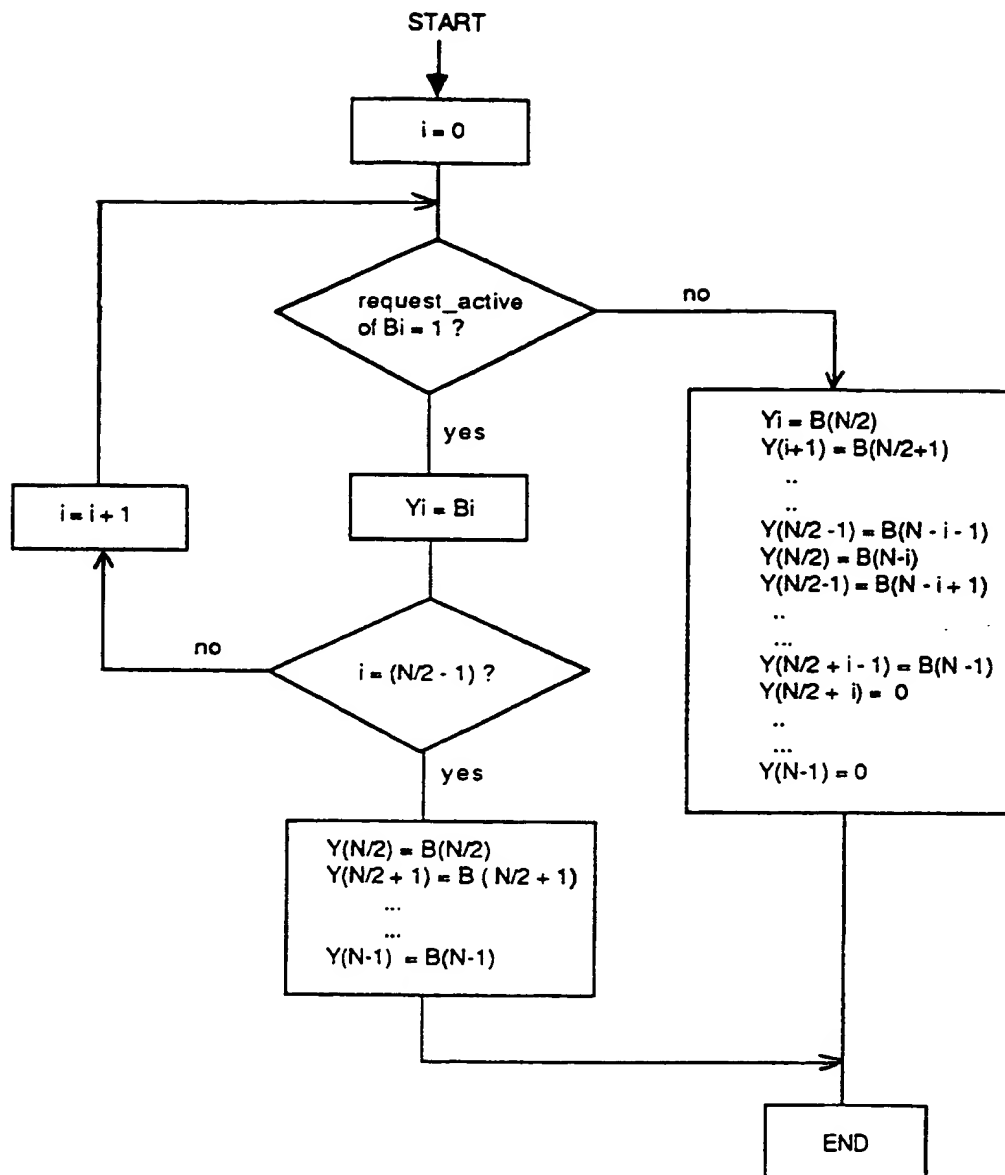 START
i = 0
request_active
of Bi = 1 ?
no
yes
Yi = Bi
i = i + 1
no
i = (N/2 - 1) ?
yes
Y(N/2) = B(N/2)
Y(N/2 + 1) = B ( N/2 + 1)
...
...
Y(N-1) = B(N-1)
Yi = B(N/2)
Y(i+1) = B(N/2+1)
..
..
Y(N/2 -1) = B(N - i - 1)
Y(N/2) = B(N-i)
Y(N/2-1) = B(N - i + 1)
..
...
Y(N/2 + i - 1) = B(N -1)
Y(N/2 + i) = 0
..
...
Y(N-1) = 0
END